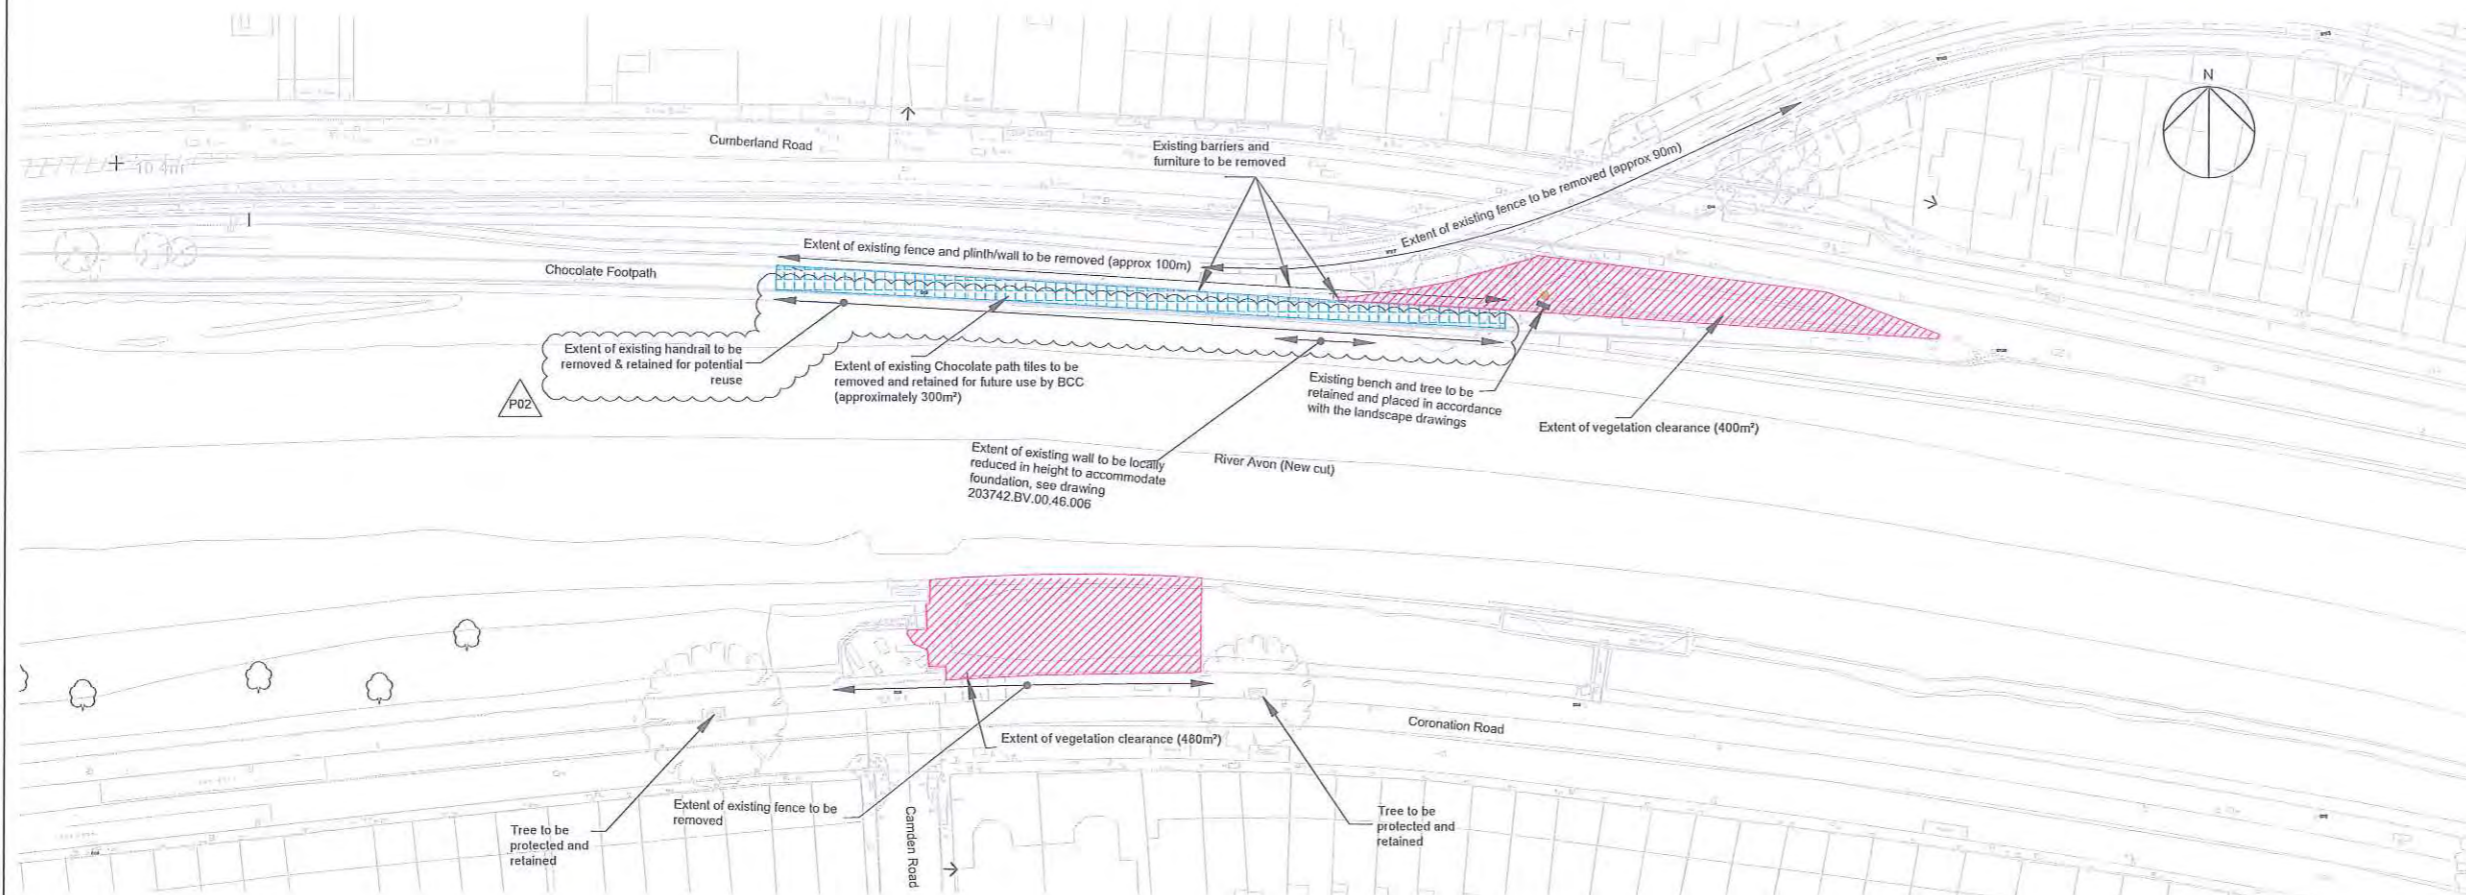 N
10.4m
Cumberland Road
Existing barriers and
furniture to be removed
Extent of existing fence to be removed (approx 90m)
Extent of existing fence and plinth/wall to be removed (approx 100m)
Chocolate Footpath
Extent of existing handrail to be
removed & retained for potential
reuse
P02
Extent of existing Chocolate path tiles to be
removed and retained for future use by BCC
(approximately 300m²)
Existing bench and tree to be
retained and placed in accordance
with the landscape drawings
Extent of vegetation clearance (400m²)
Extent of existing wall to be locally
reduced in height to accommodate
foundation, see drawing
203742.BV.00.46.006
River Avon (New cut)
Coronation Road
Extent of vegetation clearance (480m²)
Extent of existing fence to be
removed
Tree to be
protected and
retained
Camden Road
Tree to be
protected and
retained